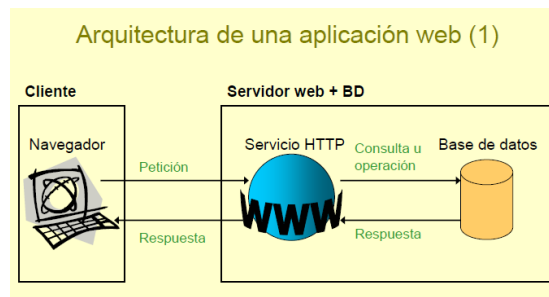 Arquitectura de una aplicación web (1)
Cliente
Servidor web + BD
Navegador
Servicio HTTP
Consulta u
operación
Base de datos
Petición
WWW
Respuesta
Respuesta